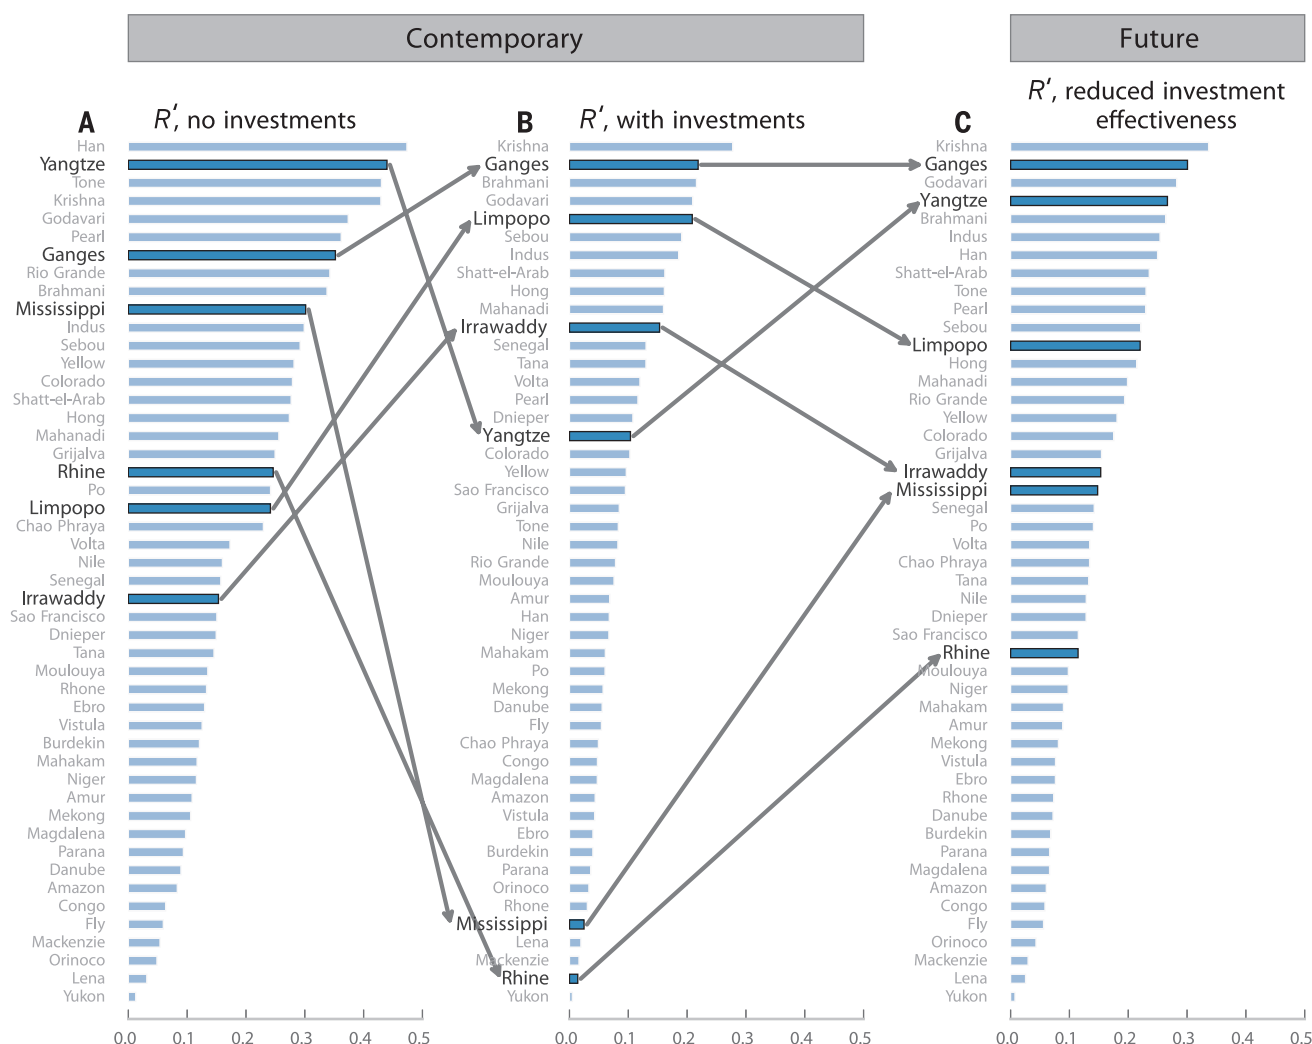 Contemporary
Future
A
R′, no investments
Han
Yangtze
Tone
Krishna
Godavari
Pearl
Ganges
Rio Grande
Brahmani
Mississippi
Indus
Sebou
Yellow
Colorado
Shatt-el-Arab
Hong
Mahanadi
Grijalva
Rhine
Po
Limpopo
Chao Phraya
Volta
Nile
Senegal
Irrawaddy
Sao Francisco
Dnieper
Tana
Moulouya
Rhone
Ebro
Vistula
Burdekin
Mahakam
Niger
Amur
Mekong
Magdalena
Parana
Danube
Amazon
Congo
Fly
Mackenzie
Orinoco
Lena
Yukon
0.0 0.1 0.2 0.3 0.4 0.5
B
R′, with investments
Krishna
Ganges
Brahmani
Godavari
Limpopo
Sebou
Indus
Shatt-el-Arab
Hong
Mahanadi
Irrawaddy
Senegal
Tana
Volta
Pearl
Dnieper
Yangtze
Colorado
Yellow
Sao Francisco
Grijalva
Tone
Nile
Rio Grande
Moulouya
Amur
Han
Niger
Mahakam
Po
Mekong
Danube
Fly
Chao Phraya
Congo
Magdalena
Amazon
Vistula
Ebro
Burdekin
Parana
Orinoco
Rhone
Mississippi
Lena
Mackenzie
Rhine
Yukon
0.0 0.1 0.2 0.3 0.4 0.5
C
R′, reduced investment
effectiveness
Krishna
Ganges
Godavari
Yangtze
Brahmani
Indus
Han
Shatt-el-Arab
Tone
Pearl
Sebou
Limpopo
Hong
Mahanadi
Rio Grande
Yellow
Colorado
Grijalva
Irrawaddy
Mississippi
Senegal
Po
Volta
Chao Phraya
Tana
Nile
Dnieper
Sao Francisco
Rhine
Moulouya
Niger
Mahakam
Amur
Mekong
Vistula
Ebro
Rhone
Danube
Burdekin
Parana
Magdalena
Amazon
Congo
Fly
Orinoco
Mackenzie
Lena
Yukon
0.0 0.1 0.2 0.3 0.4 0.5